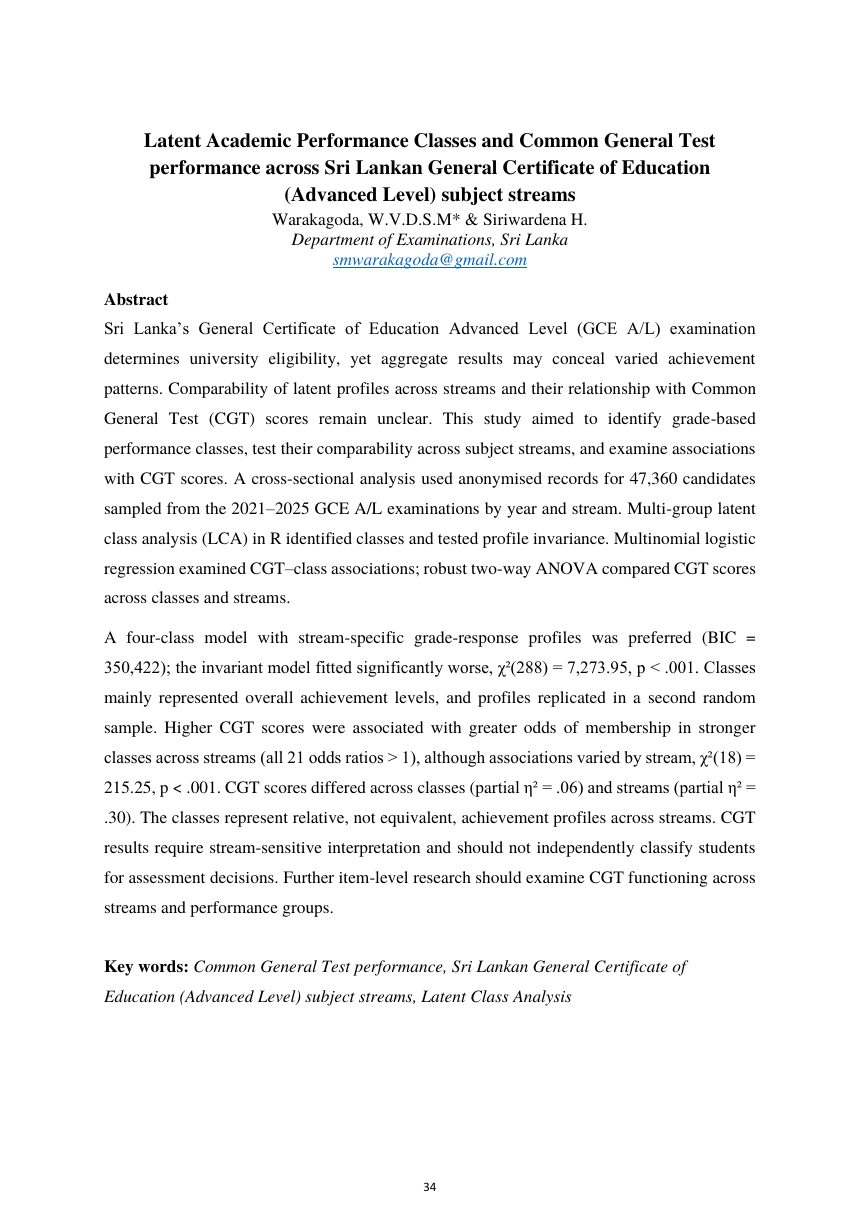 Latent Academic Performance Classes and Common General Test
performance across Sri Lankan General Certificate of Education
(Advanced Level) subject streams
Warakagoda, W.V.D.S.M* & Siriwardena H.
Department of Examinations, Sri Lanka
smwarakagoda@gmail.com
Abstract
Sri Lanka’s General Certificate of Education Advanced Level (GCE A/L) examination
determines university eligibility, yet aggregate results may conceal varied achievement
patterns. Comparability of latent profiles across streams and their relationship with Common
General Test (CGT) scores remain unclear. This study aimed to identify grade-based
performance classes, test their comparability across subject streams, and examine associations
with CGT scores. A cross-sectional analysis used anonymised records for 47,360 candidates
sampled from the 2021–2025 GCE A/L examinations by year and stream. Multi-group latent
class analysis (LCA) in R identified classes and tested profile invariance. Multinomial logistic
regression examined CGT–class associations; robust two-way ANOVA compared CGT scores
across classes and streams.
A four-class model with stream-specific grade-response profiles was preferred (BIC =
350,422); the invariant model fitted significantly worse, χ²(288) = 7,273.95, p < .001. Classes
mainly represented overall achievement levels, and profiles replicated in a second random
sample. Higher CGT scores were associated with greater odds of membership in stronger
classes across streams (all 21 odds ratios > 1), although associations varied by stream, χ²(18) =
215.25, p < .001. CGT scores differed across classes (partial η² = .06) and streams (partial η² =
.30). The classes represent relative, not equivalent, achievement profiles across streams. CGT
results require stream-sensitive interpretation and should not independently classify students
for assessment decisions. Further item-level research should examine CGT functioning across
streams and performance groups.
Key words: Common General Test performance, Sri Lankan General Certificate of
Education (Advanced Level) subject streams, Latent Class Analysis
34